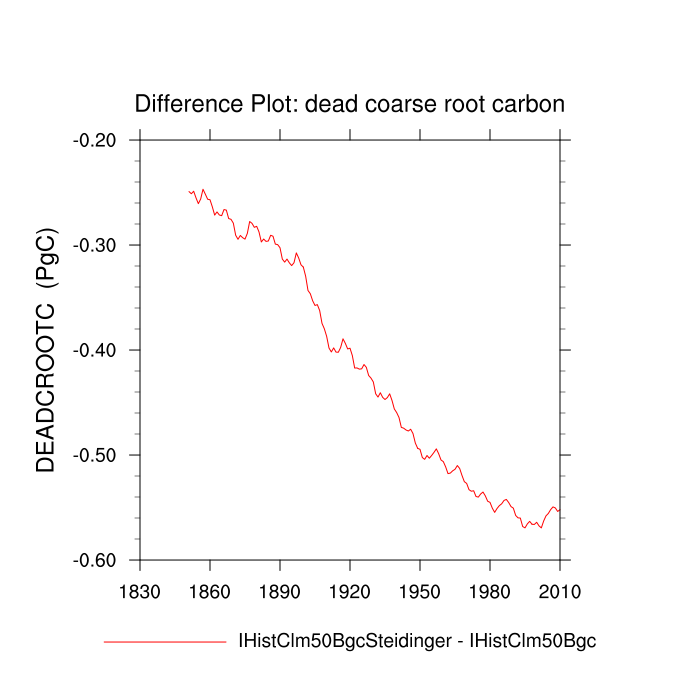 Difference Plot: dead coarse root carbon
DEADCROOTC (PgC)
-0.20
-0.30
-0.40
-0.50
-0.60
1830 1860 1890 1920 1950 1980 2010
IHistClm50BgcSteidinger - IHistClm50Bgc